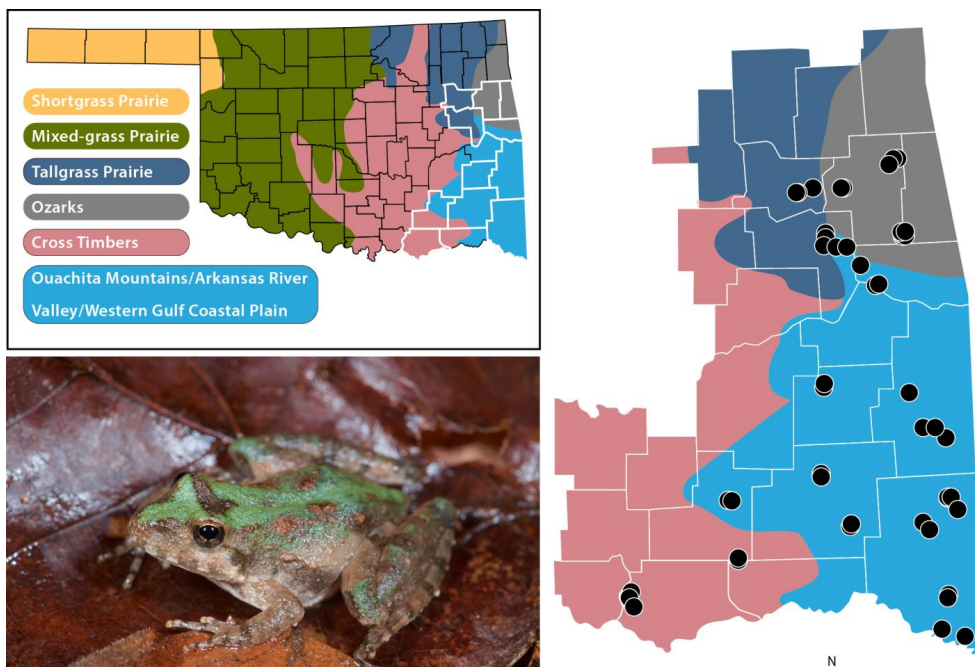 Shortgrass Prairie
Mixed-grass Prairie
Tallgrass Prairie
Ozarks
Cross Timbers
Ouachita Mountains/Arkansas River
Valley/Western Gulf Coastal Plain
N